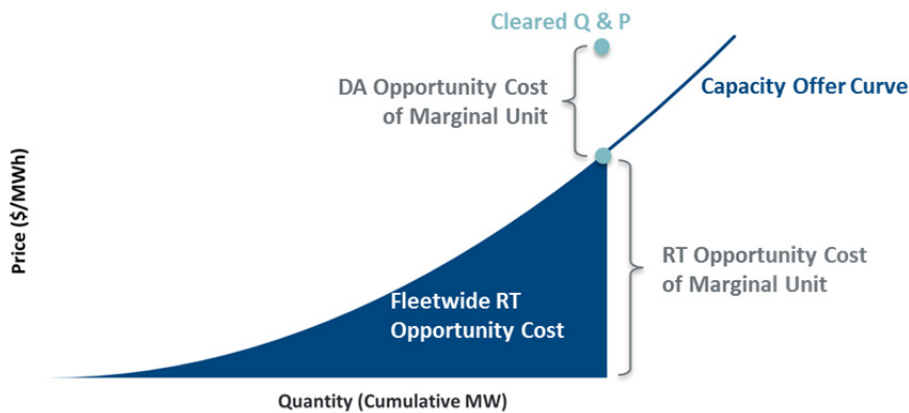 Cleared Q & P
DA Opportunity Cost
of Marginal Unit
Capacity Offer Curve
Price ($/MWh)
RT Opportunity Cost
of Marginal Unit
Fleetwide RT
Opportunity Cost
Quantity (Cumulative MW)